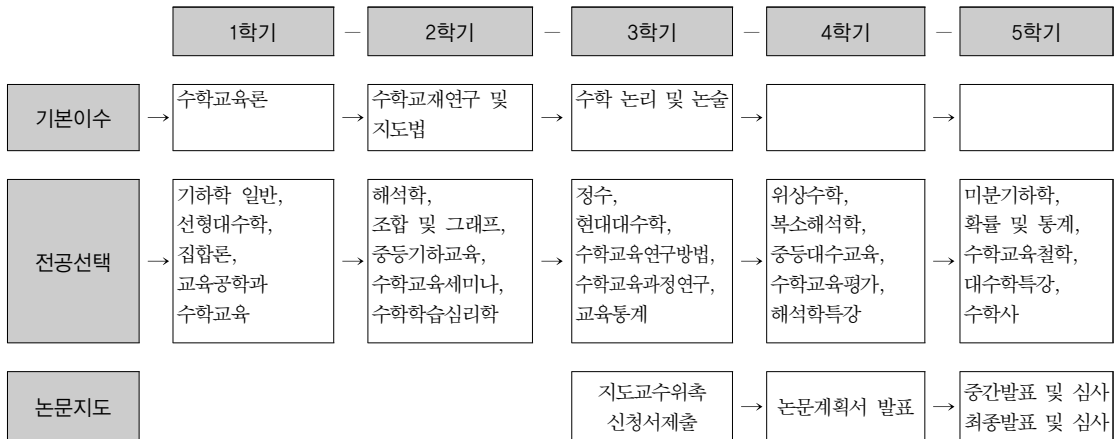 1학기 – 2학기 – 3학기 – 4학기 – 5학기
기본이수 →
수학교육론
→
수학교재연구 및
지도법
→
수학 논리 및 논술
→
→
전공선택 →
기하학 일반,
선형대수학,
집합론,
교육공학과
수학교육
→
해석학,
조합 및 그래프,
중등기하교육,
수학교육세미나,
수학학습심리학
→
정수,
현대대수학,
수학교육연구방법,
수학교육과정연구,
교육통계
→
위상수학,
복소해석학,
중등대수교육,
수학교육평가,
해석학특강
→
미분기하학,
확률 및 통계,
수학교육철학,
대수학특강,
수학사
논문지도
지도교수위촉
신청서제출
→
논문계획서 발표
→
중간발표 및 심사
최종발표 및 심사